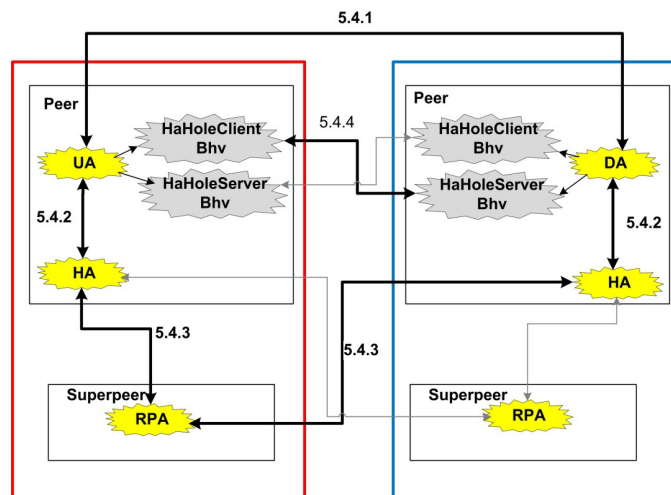 5.4.1
Peer
HaHoleClient
Bhv
UA
HaHoleServer
Bhv
5.4.2
HA
5.4.3
Superpeer
RPA
5.4.4
Peer
HaHoleClient
Bhv
DA
HaHoleServer
Bhv
5.4.2
HA
5.4.3
Superpeer
RPA